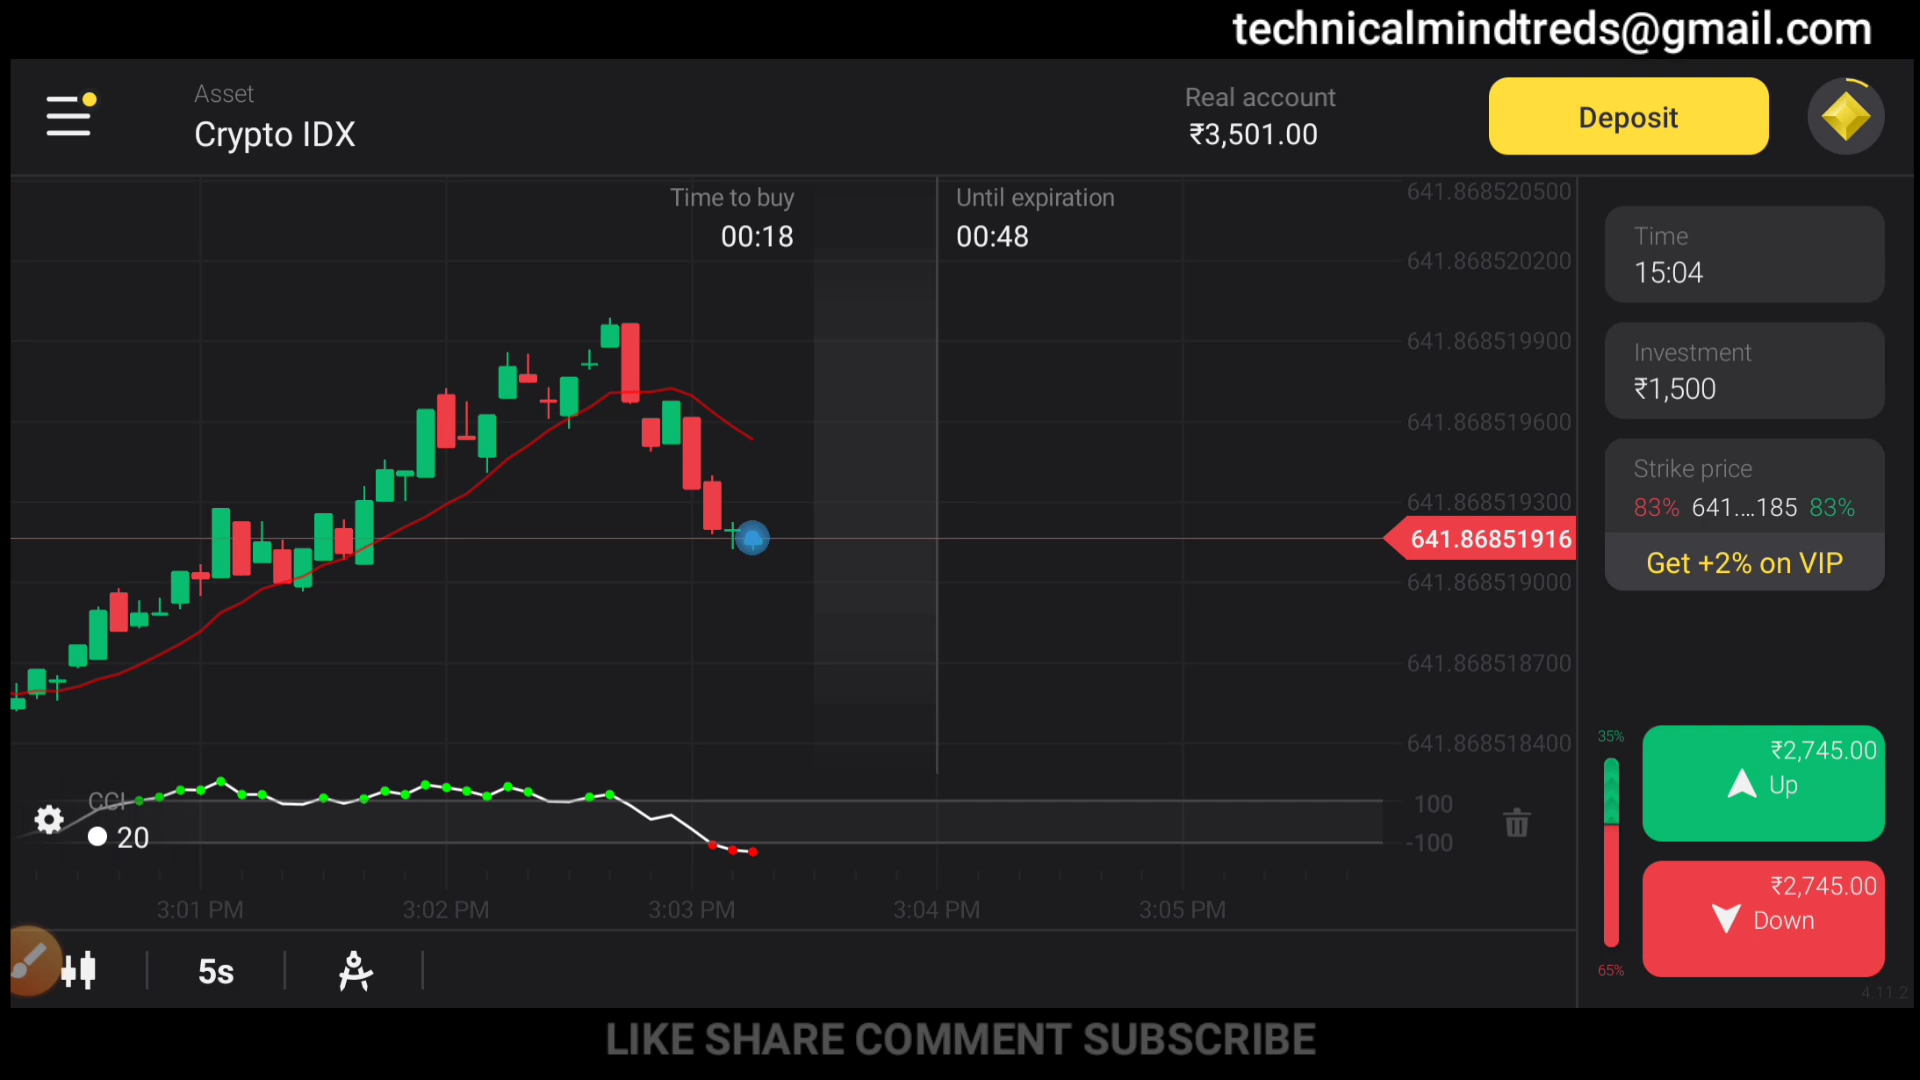 technicalmindtreds@gmail.com
Asset
Crypto IDX
Real account
₹3,501.00
Deposit
Time to buy
00:18
Until expiration
00:48
641.868520500
641.868520200
641.868519900
641.868519600
641.868519300
641.86851916
641.868519000
641.868518700
641.868518400
Time
15:04
Investment
₹1,500
Strike price
83% 641....185 83%
Get +2% on VIP
35%
₹2,745.00
Up
₹2,745.00
Down
65%
4.11.2
CCI
20
100
-100
3:01 PM
3:02 PM
3:03 PM
3:04 PM
3:05 PM
5s
LIKE SHARE COMMENT SUBSCRIBE